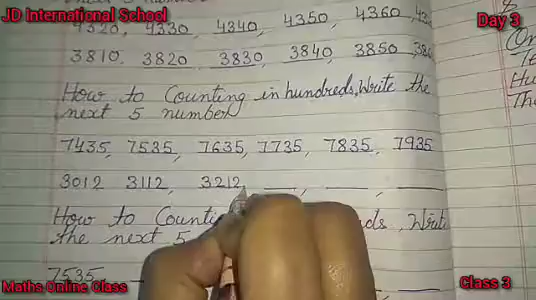 JD International School
Day 3
4320, 4330, 4340, 4350, 4360
3810, 3820, 3830, 3840, 3850
How to Counting in hundreds, Write the
next 5 number
7435, 7535, 7635, 7735, 7835, 7935
3012 3112, 3212,
How to Write
the next 5
7535
Maths Online Class
Class 3